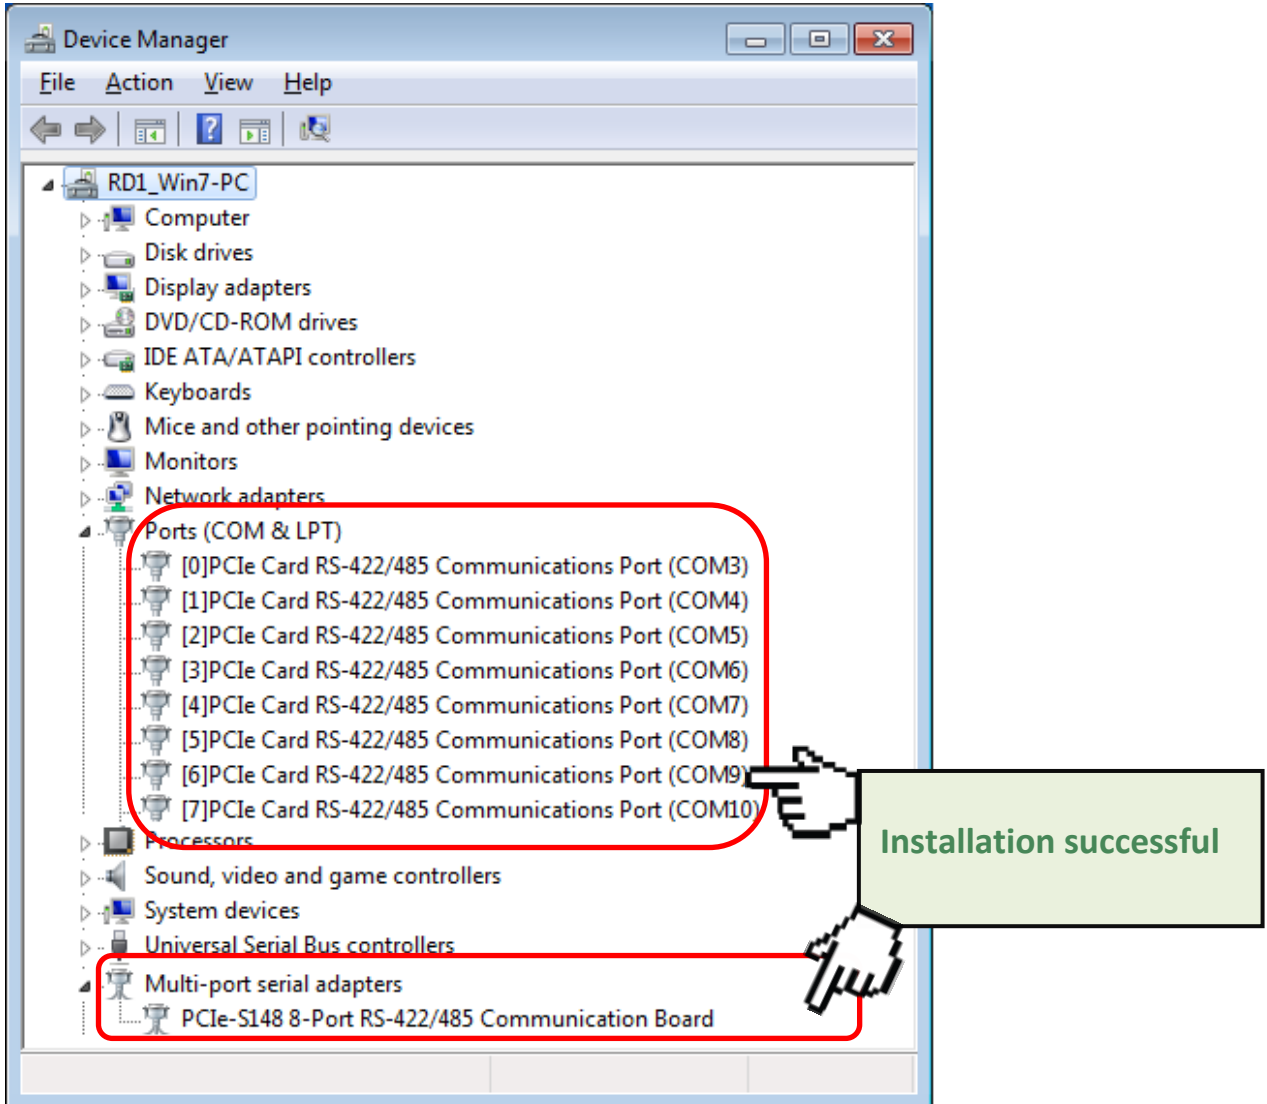 Device Manager
File Action View Help
RD1_Win7-PC
Computer
Disk drives
Display adapters
DVD/CD-ROM drives
IDE ATA/ATAPI controllers
Keyboards
Mice and other pointing devices
Monitors
Network adapters
Ports (COM & LPT)
[0]PCIe Card RS-422/485 Communications Port (COM3)
[1]PCIe Card RS-422/485 Communications Port (COM4)
[2]PCIe Card RS-422/485 Communications Port (COM5)
[3]PCIe Card RS-422/485 Communications Port (COM6)
[4]PCIe Card RS-422/485 Communications Port (COM7)
[5]PCIe Card RS-422/485 Communications Port (COM8)
[6]PCIe Card RS-422/485 Communications Port (COM9)
[7]PCIe Card RS-422/485 Communications Port (COM10)
Processors
Installation successful
Sound, video and game controllers
System devices
Universal Serial Bus controllers
Multi-port serial adapters
PCIe-S148 8-Port RS-422/485 Communication Board